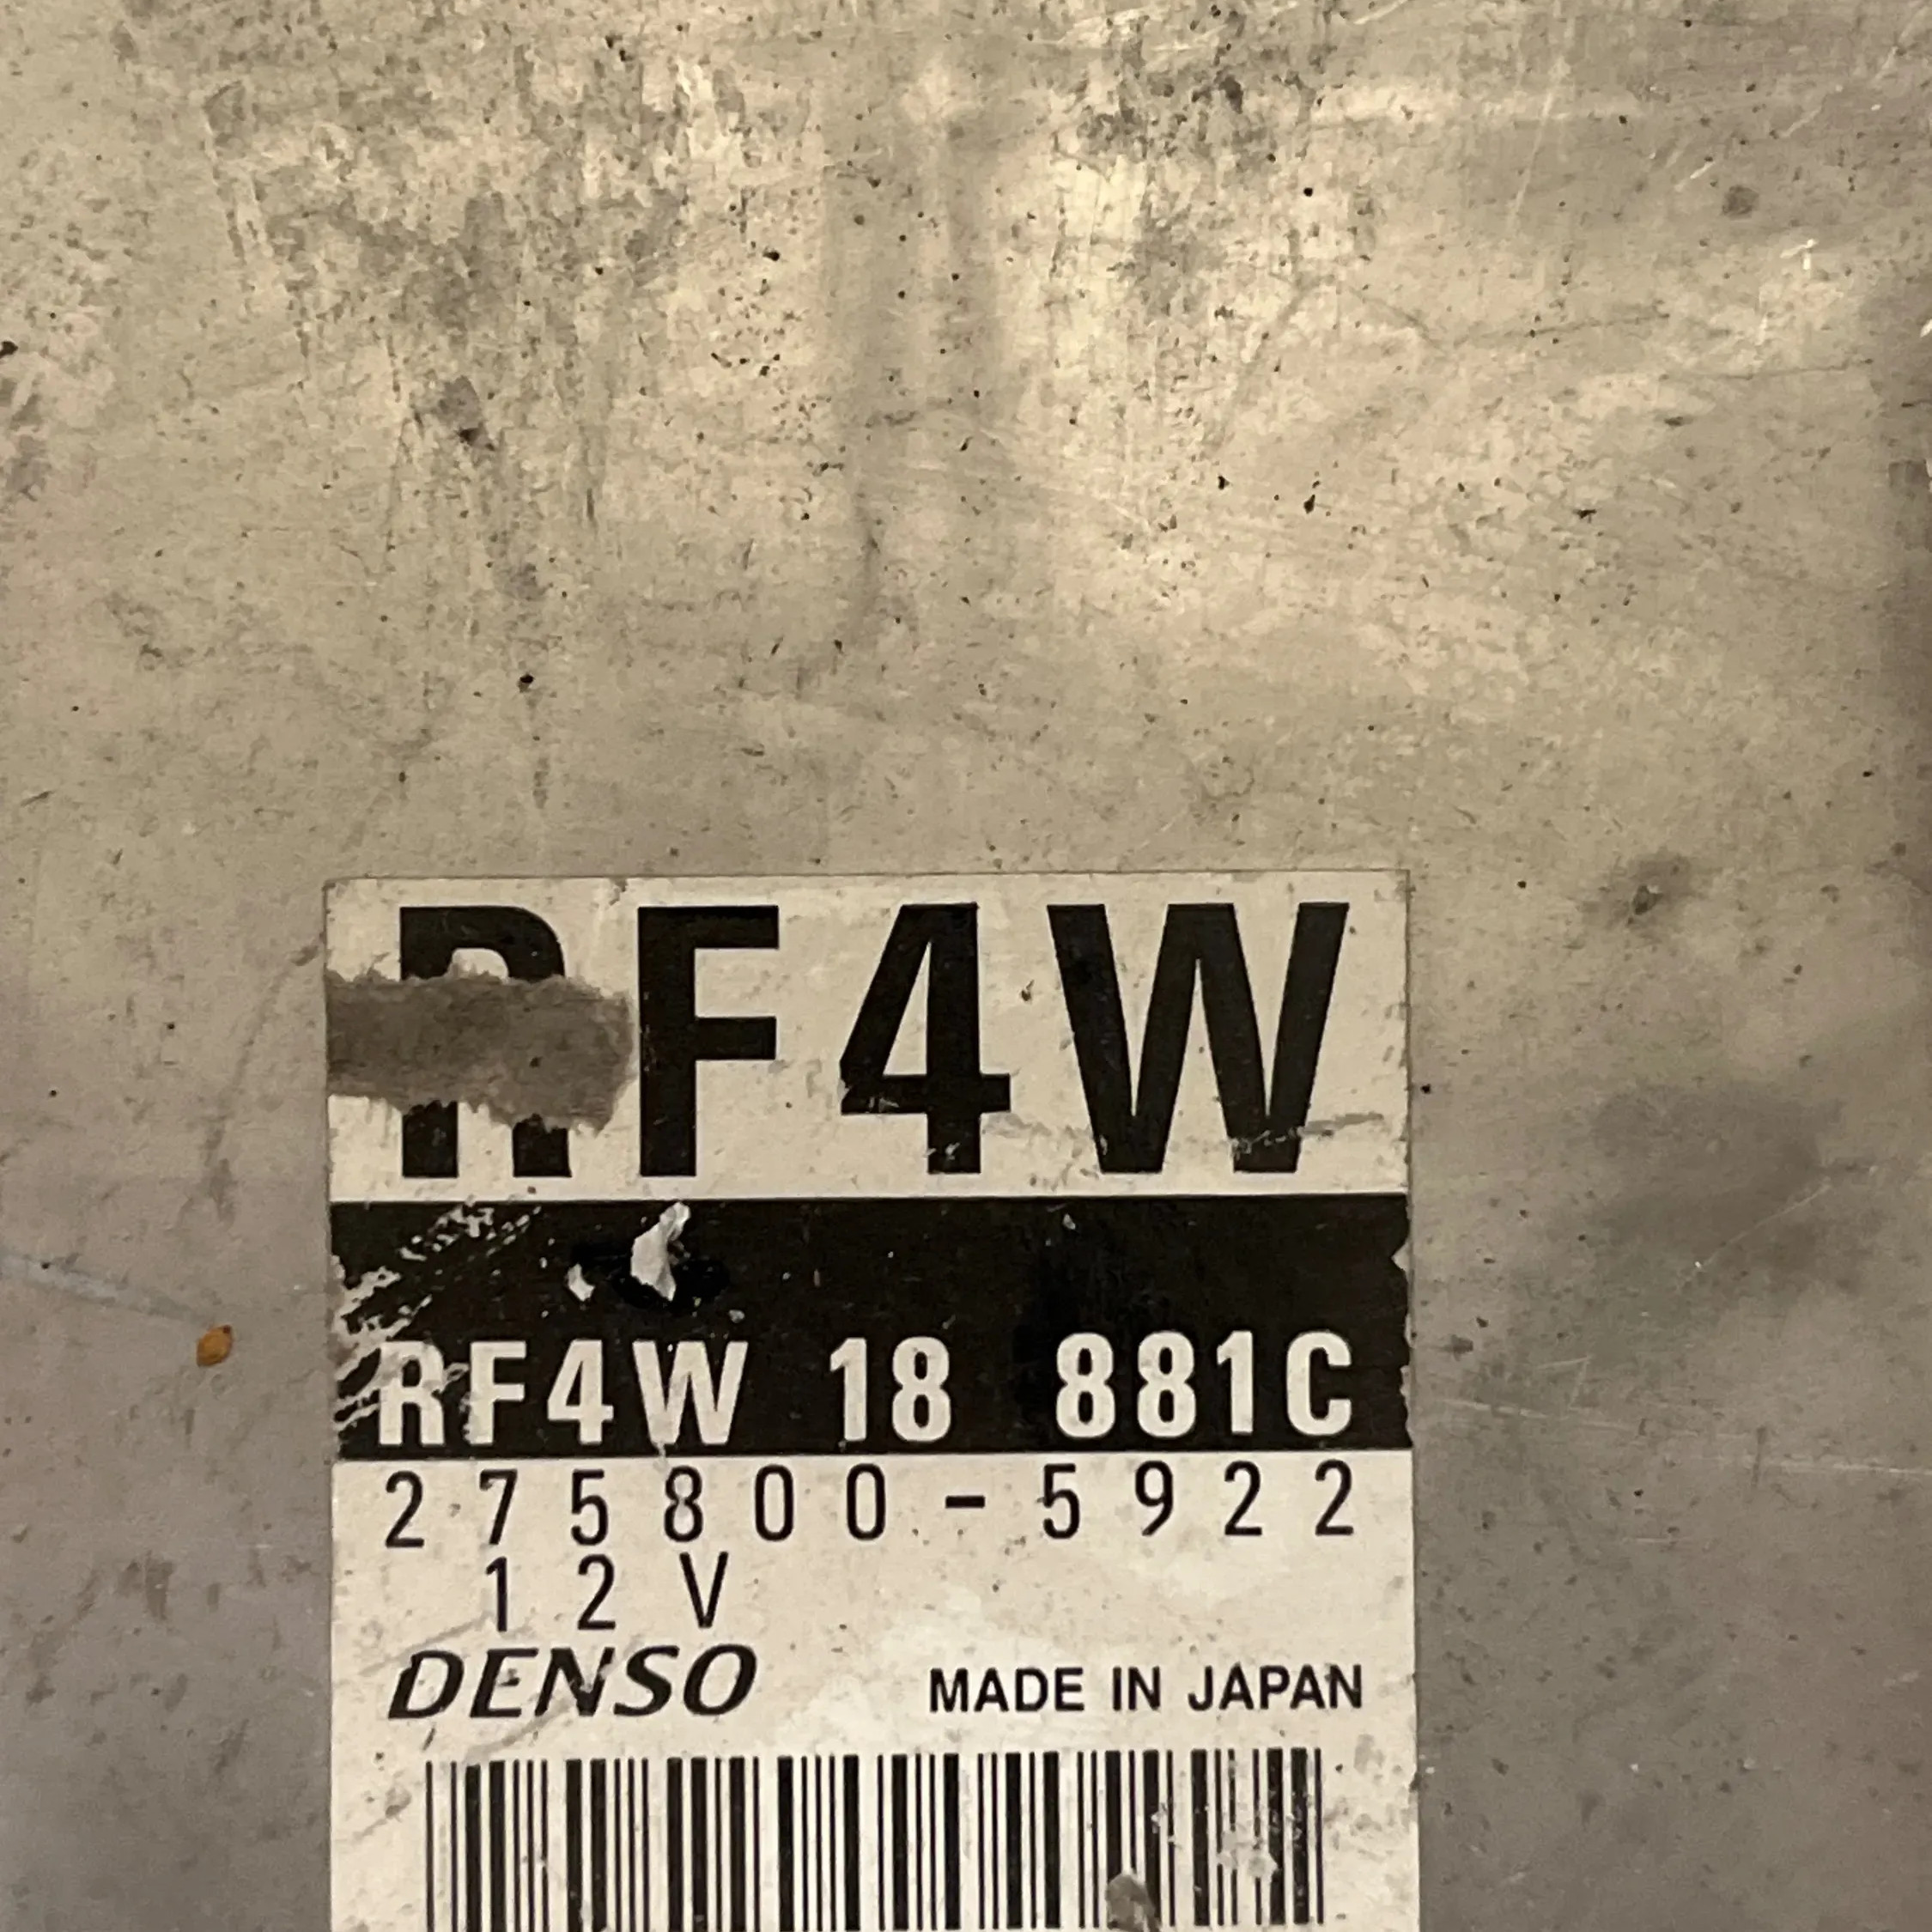 RF4W
RF4W 18 881C
275800-5922
12V
DENSO MADE IN JAPAN